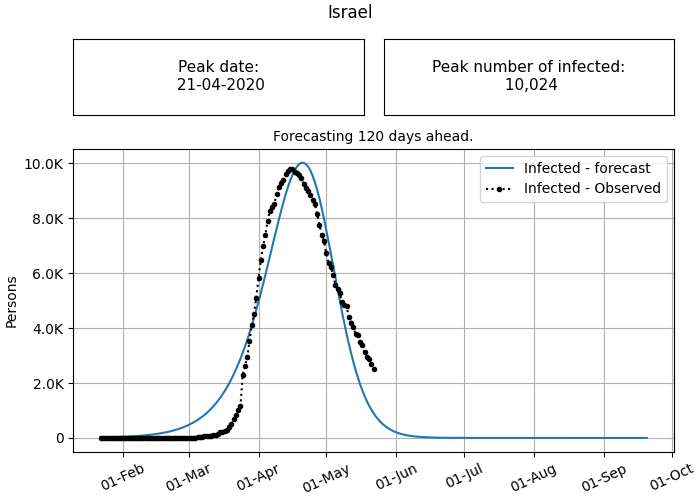 Israel
Peak date:
21-04-2020
Peak number of infected:
10,024
Forecasting 120 days ahead.
Infected - forecast
Infected - Observed
Persons
10.0K
8.0K
6.0K
4.0K
2.0K
0
01-Feb
01-Mar
01-Apr
01-May
01-Jun
01-Jul
01-Aug
01-Sep
01-Oct